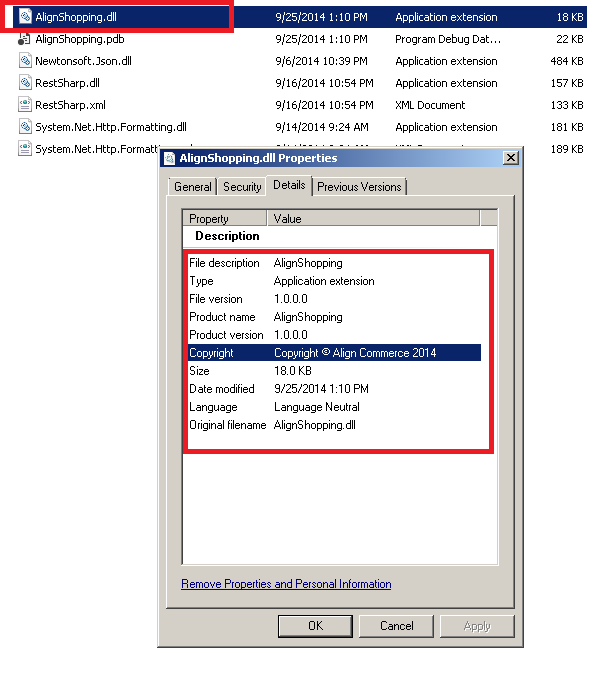 AlignShopping.dll 9/25/2014 1:10 PM Application extension 18 KB
AlignShopping.pdb 9/25/2014 1:10 PM Program Debug Dat... 22 KB
Newtonsoft.Json.dll 9/6/2014 10:39 PM Application extension 484 KB
RestSharp.dll 9/16/2014 10:54 PM Application extension 157 KB
RestSharp.xml 9/16/2014 10:54 PM XML Document 133 KB
System.Net.Http.Formatting.dll 9/14/2014 9:24 AM Application extension 181 KB
System.Net.Http.Formatt 189 KB
AlignShopping.dll Properties
General Security Details Previous Versions
Property Value
Description
File description AlignShopping
Type Application extension
File version 1.0.0.0
Product name AlignShopping
Product version 1.0.0.0
Copyright Copyright © Align Commerce 2014
Size 18.0 KB
Date modified 9/25/2014 1:10 PM
Language Language Neutral
Original filename AlignShopping.dll
Remove Properties and Personal Information
OK Cancel Apply